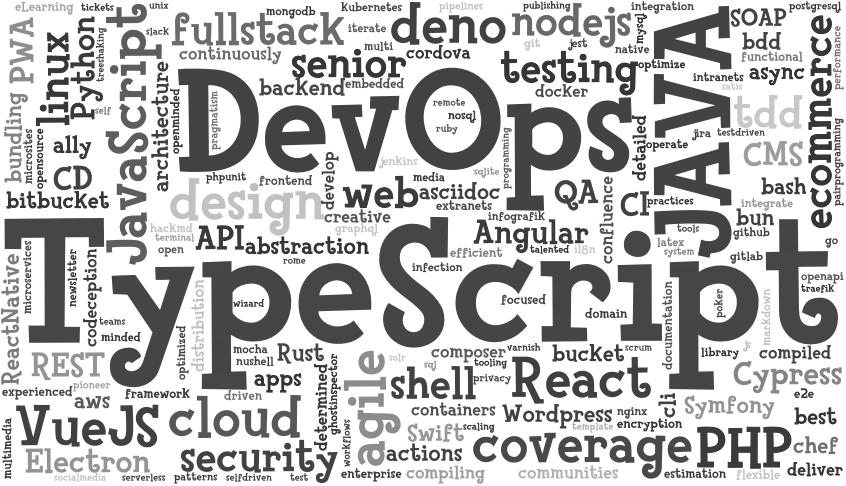 eLearning
tickets
unix
mongodb
Kubernetes
pipelines
publishing
integration
postgresql
PWA
linux
Python
treeshaking
JavaScript
slack
fullstack
iterate
deno
nodejs
mysql
SOAP
continuously
multi
cordova
git
jest
native
bdd
functional
performance
senior
testing
optimize
JAVA
intranets
async
ecommerce
bundling
microsites
opensource
self
architecture
openminded
pragmatism
DevOps
backend
embedded
docker
satis
remote
nosql
ruby
programming
detailed
operate
jira
testdriven
tdd
pairprogramming
ally
CD
bitbucket
jenkins
CMS
phpunit
frontend
develop
media
sqlite
QA
confluence
CI
practices
bash
design
web
asciidoc
extranets
integrate
creative
infografik
bun
github
hackmd
terminal
open
API
abstraction
graphql
Angular
talented
i18n
tools
latex
system
go
gitlab
TypeScript
rome
efficient
infection
ReactNative
microservices
newsletter
codeception
openapi
traefik
distribution
wizard
focused
domain
documentation
poker
markdown
teams
minded
optimized
REST
mocha
nushell
Rust
composer
varnish
bucket
scrum
library
js
compiled
solr
sql
tooling
pioneer
experienced
aws
framework
driven
apps
determined
ghostinspector
agile
shell
privacy
React
cli
Cypress
e2e
VueJS
cloud
containers
Wordpress
nginx
encryption
Symfony
best
multimedia
workflows
Swift
scaling
template
Electron
security
actions
coverage
PHP
chef
socialmedia
serverless
patterns
selfdriven
test
enterprise
compiling
communities
estimation
flexible
deliver